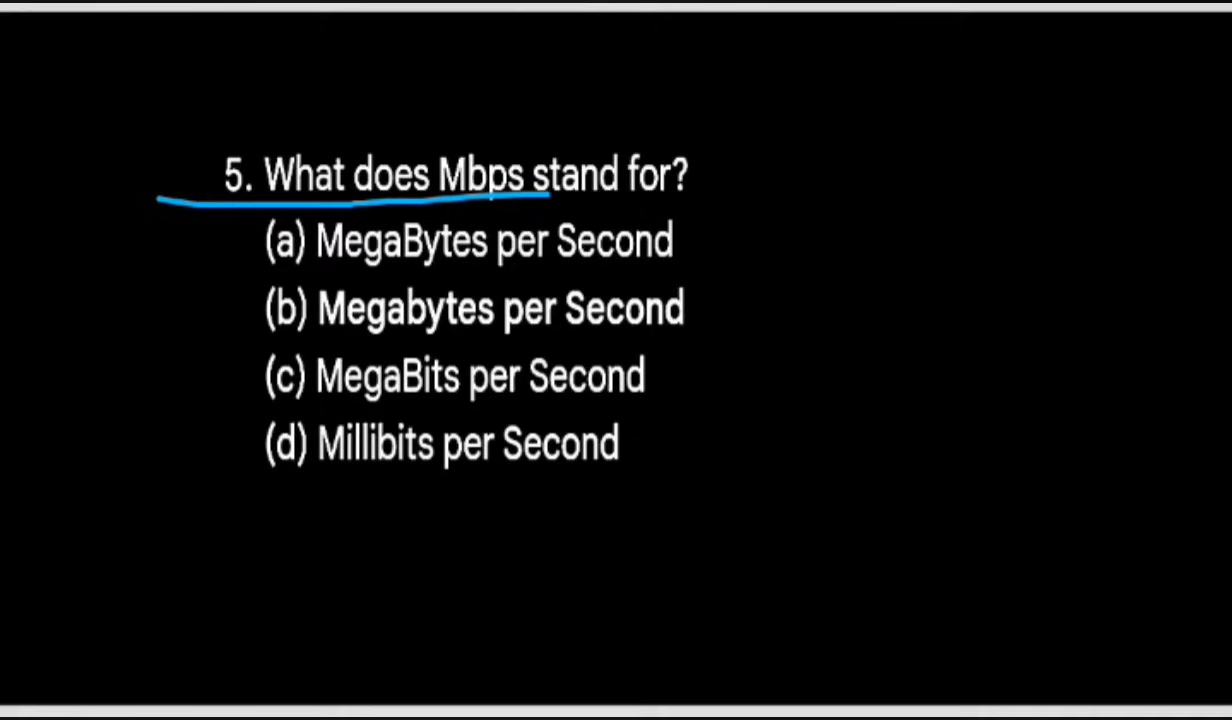 5. What does Mbps stand for?
(a) MegaBytes per Second
(b) Megabytes per Second
(c) MegaBits per Second
(d) Millibits per Second